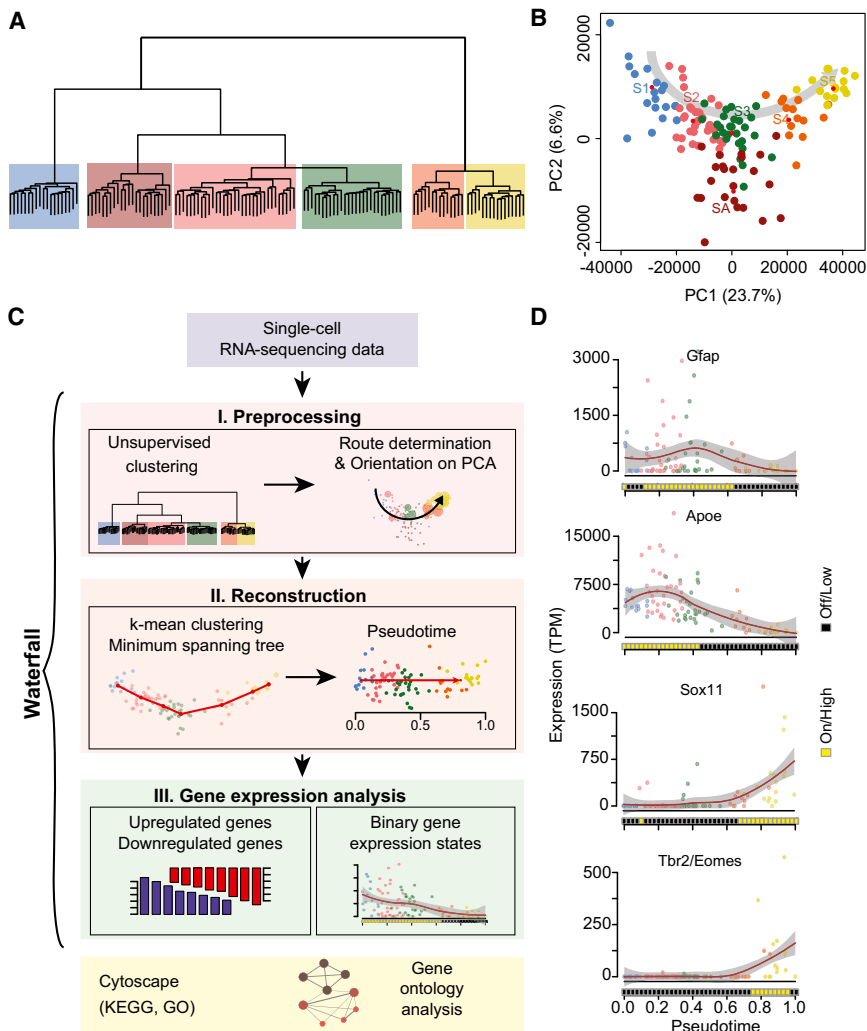 A
B
20000
0
-20000
PC2 (6.6%)
S1
S2
S3
S4
S5
SA
-40000
-20000
0
20000
40000
PC1 (23.7%)
C
Single-cell
RNA-sequencing data
Waterfall
I. Preprocessing
Unsupervised
clustering
Route determination
& Orientation on PCA
II. Reconstruction
k-mean clustering
Minimum spanning tree
Pseudotime
0.0
0.5
1.0
III. Gene expression analysis
Upregulated genes
Downregulated genes
Binary gene
expression states
Cytoscape
(KEGG, GO)
Gene
ontology
analysis
D
Gfap
3000
1500
0
Apoe
15000
7500
0
Expression (TPM)
Off/Low
On/High
Sox11
1500
750
0
Tbr2/Eomes
500
250
0
0.0 0.2 0.4 0.6 0.8 1.0
Pseudotime